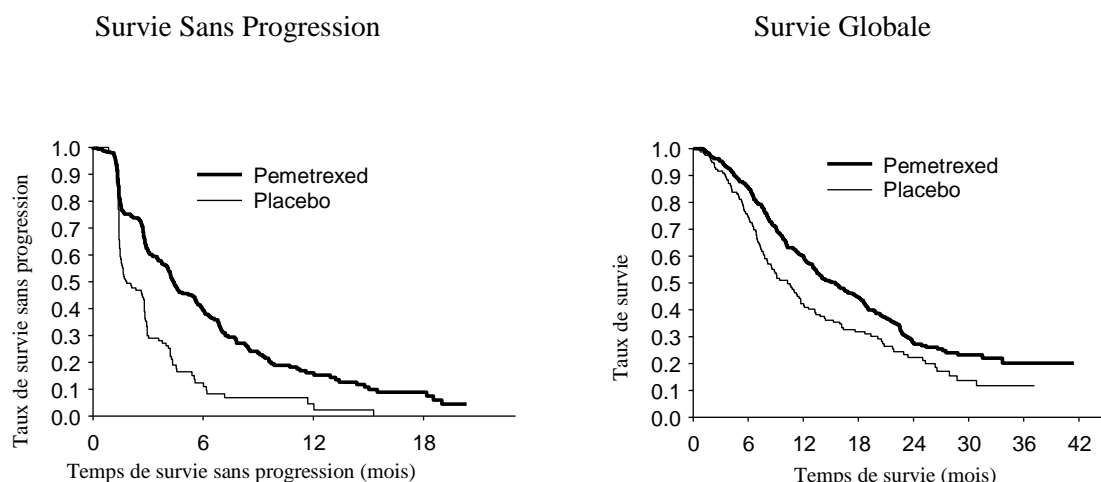 Survie Sans Progression
Survie Globale
Taux de survie sans progression
1.0
0.9
0.8
0.7
0.6
0.5
0.4
0.3
0.2
0.1
0.0
Pemetrexed
Placebo
0 6 12 18
Temps de survie sans progression (mois)
Taux de survie
1.0
0.9
0.8
0.7
0.6
0.5
0.4
0.3
0.2
0.1
0.0
Pemetrexed
Placebo
0 6 12 18 24 30 36 42
Temps de survie (mois)